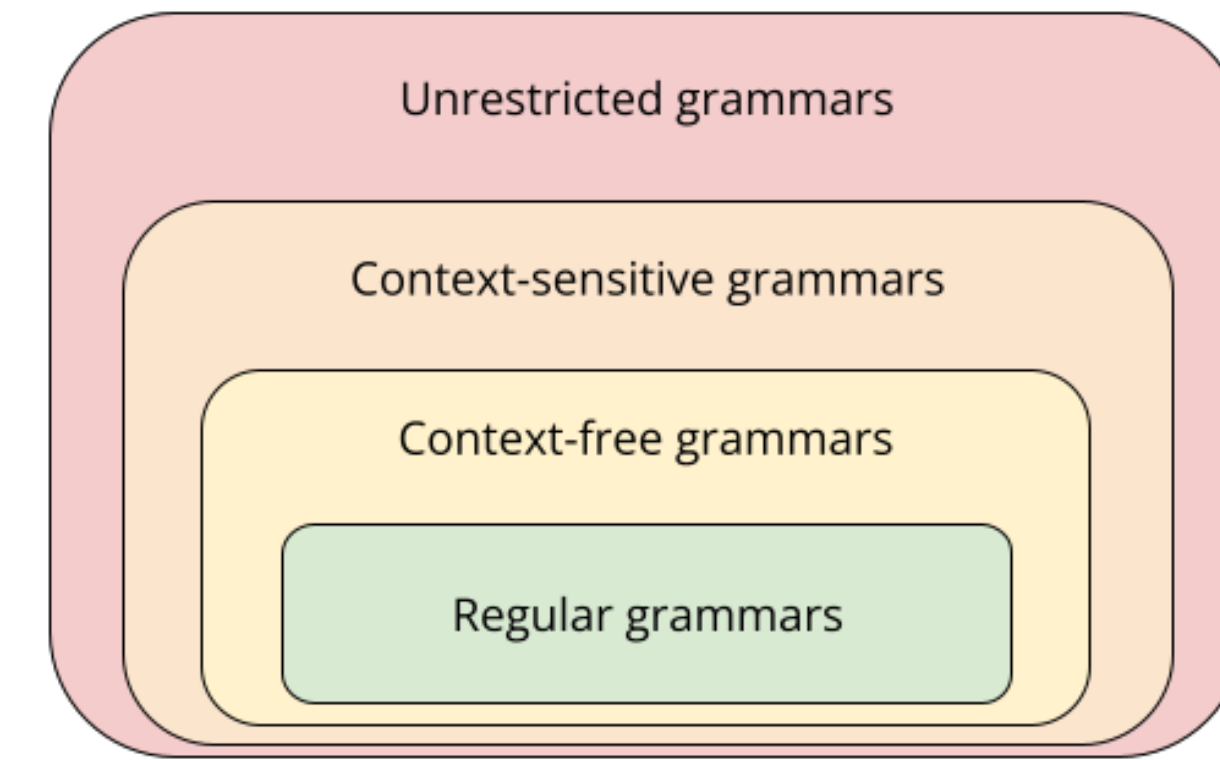 Unrestricted grammars
Context-sensitive grammars
Context-free grammars
Regular grammars